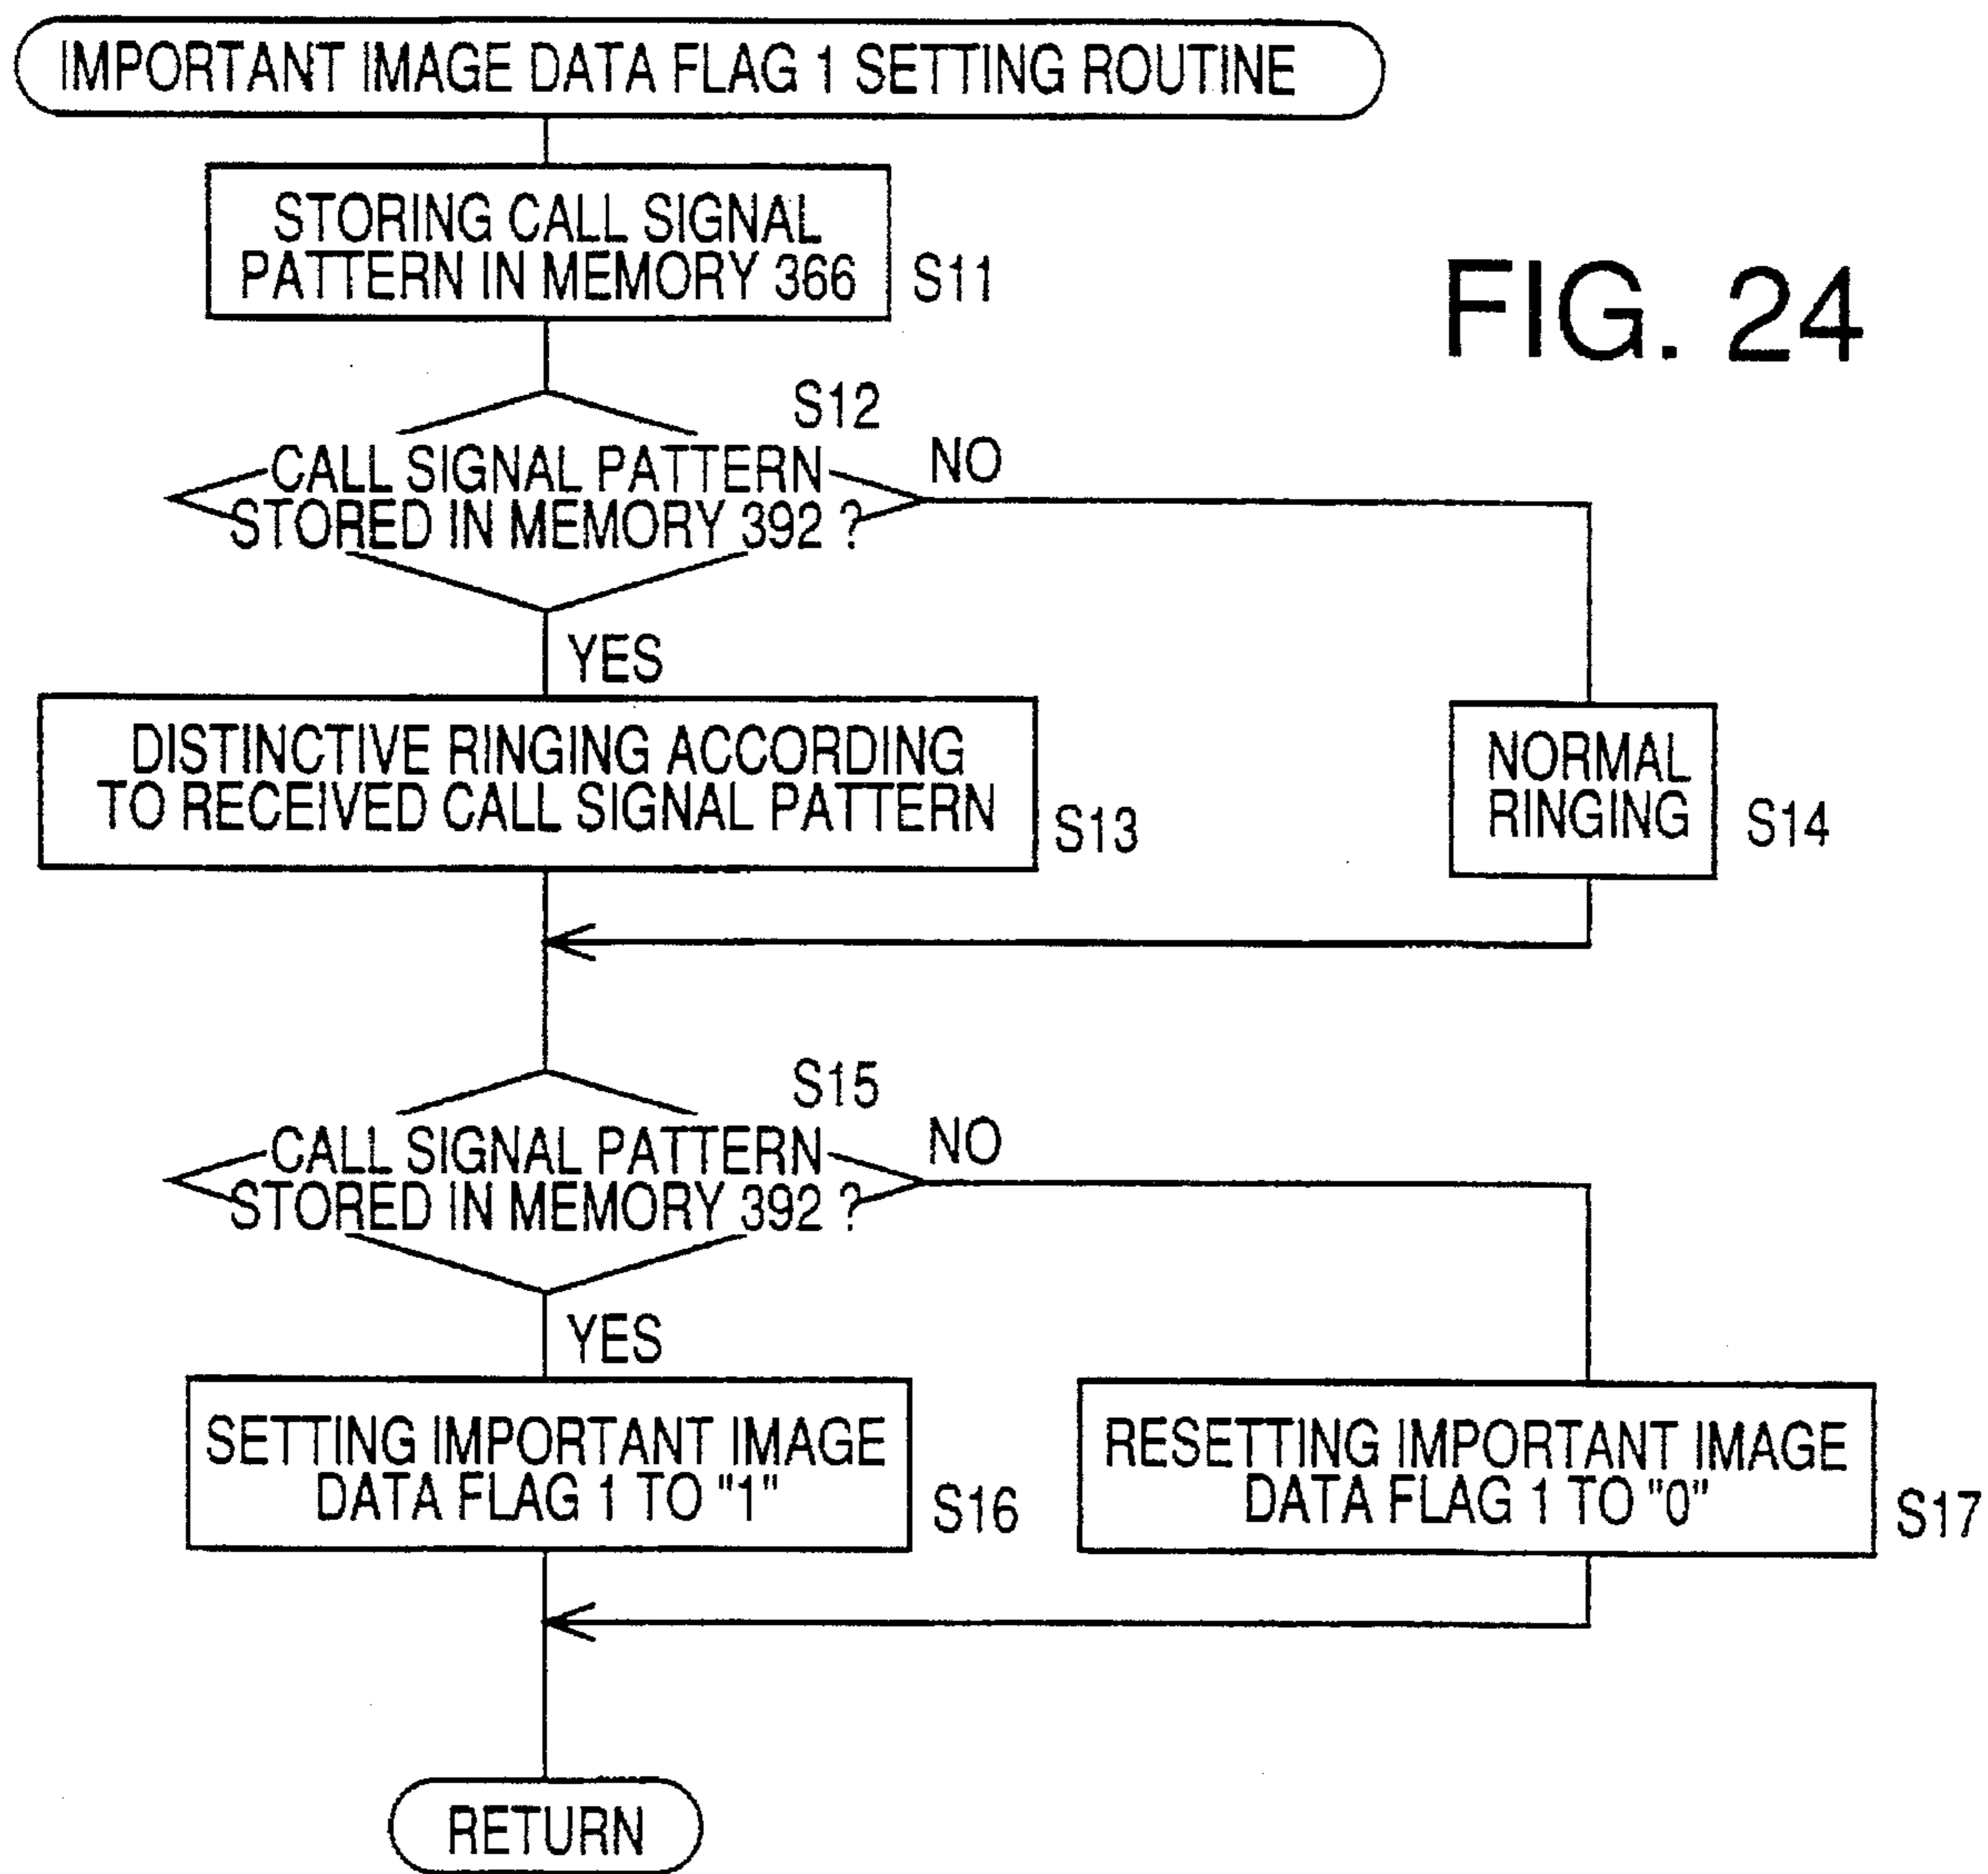 IMPORTANT IMAGE DATA FLAG 1 SETTING ROUTINE
STORING CALL SIGNAL
PATTERN IN MEMORY 366
S11
FIG. 24
S12
CALL SIGNAL PATTERN
STORED IN MEMORY 392 ?
NO
YES
DISTINCTIVE RINGING ACCORDING
TO RECEIVED CALL SIGNAL PATTERN
S13
NORMAL
RINGING
S14
S15
CALL SIGNAL PATTERN
STORED IN MEMORY 392 ?
NO
YES
SETTING IMPORTANT IMAGE
DATA FLAG 1 TO "1"
S16
RESETTING IMPORTANT IMAGE
DATA FLAG 1 TO "0"
S17
RETURN